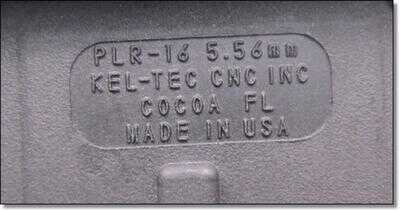 PLR-16 5.56mm
KEL-TEC CNC INC
COCOA FL
MADE IN USA